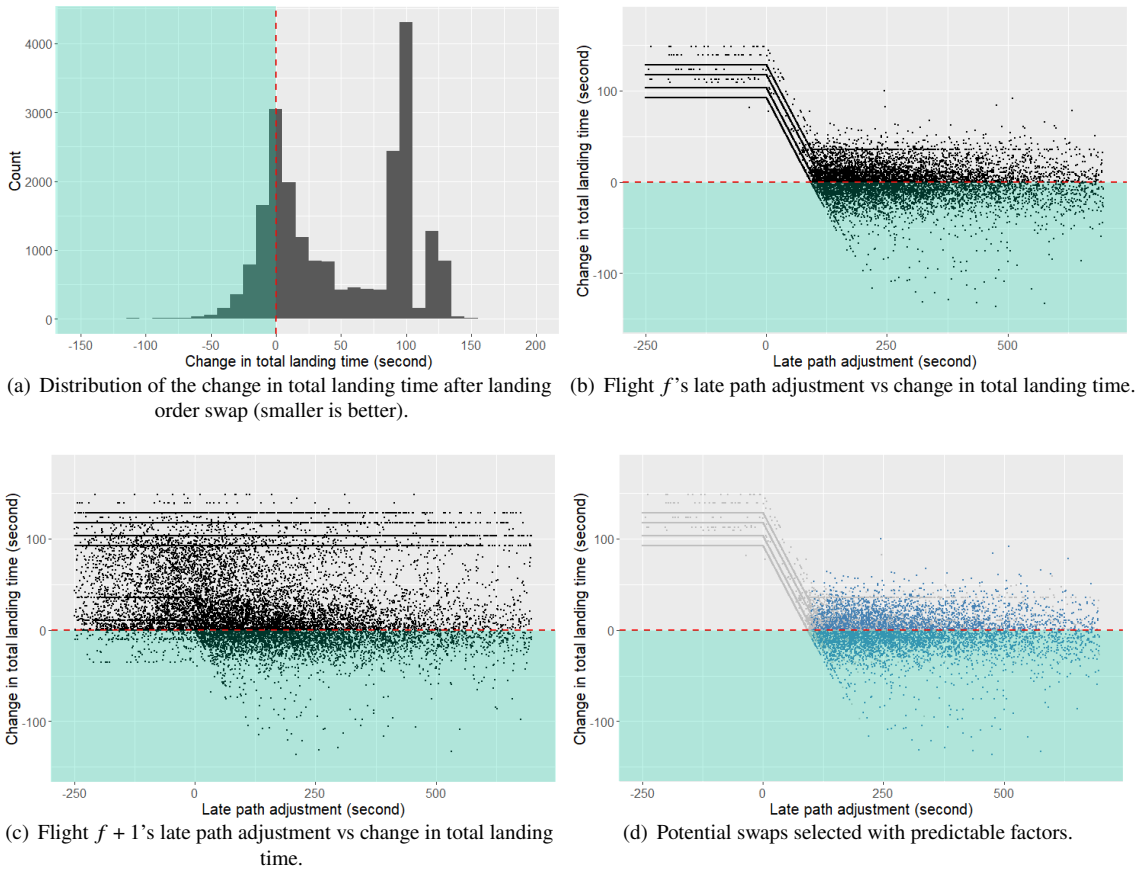 4000
3000
2000
1000
0
Count
-150
-100
-50
0
50
100
150
200
Change in total landing time (second)
(a) Distribution of the change in total landing time after landing
order swap (smaller is better).
100
0
-100
Change in total landing time (second)
-250
0
250
500
Late path adjustment (second)
(b) Flight f's late path adjustment vs change in total landing time.
100
0
-100
Change in total landing time (second)
-250
0
250
500
Late path adjustment (second)
(c) Flight f + 1's late path adjustment vs change in total landing
time.
100
0
-100
Change in total landing time (second)
-250
0
250
500
Late path adjustment (second)
(d) Potential swaps selected with predictable factors.